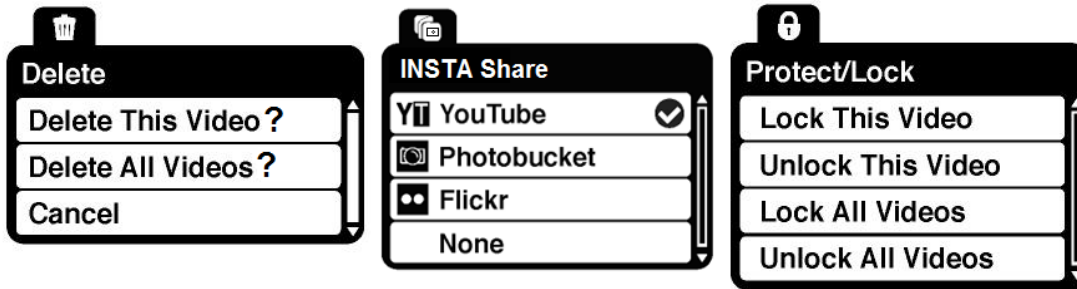 Delete
Delete This Video?
Delete All Videos?
Cancel
INSTA Share
YT YouTube
Photobucket
Flickr
None
Protect/Lock
Lock This Video
Unlock This Video
Lock All Videos
Unlock All Videos